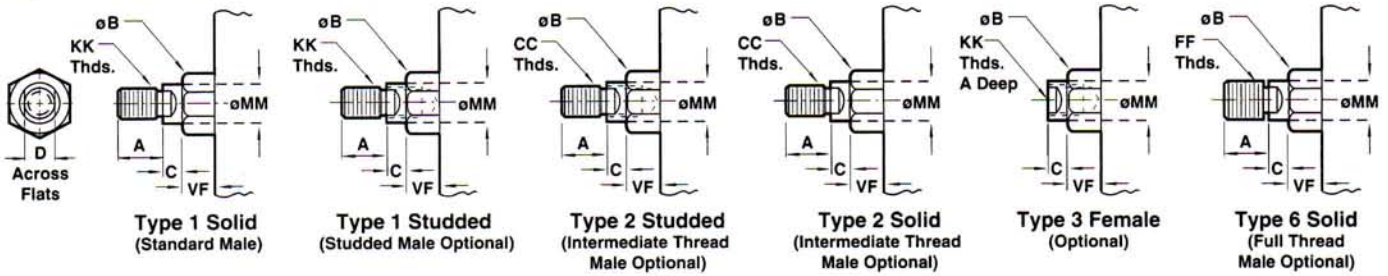 D
Across
Flats
øB
KK
Thds.
øMM
A
C
VF
Type 1 Solid
(Standard Male)
øB
KK
Thds.
øMM
A
C
VF
Type 1 Studded
(Studded Male Optional)
øB
CC
Thds.
øMM
A
C
VF
Type 2 Studded
(Intermediate Thread
Male Optional)
øB
CC
Thds.
øMM
A
C
VF
Type 2 Solid
(Intermediate Thread
Male Optional)
øB
KK
Thds.
A Deep
øMM
C
VF
Type 3 Female
(Optional)
øB
FF
Thds.
øMM
A
C
VF
Type 6 Solid
(Full Thread
Male Optional)